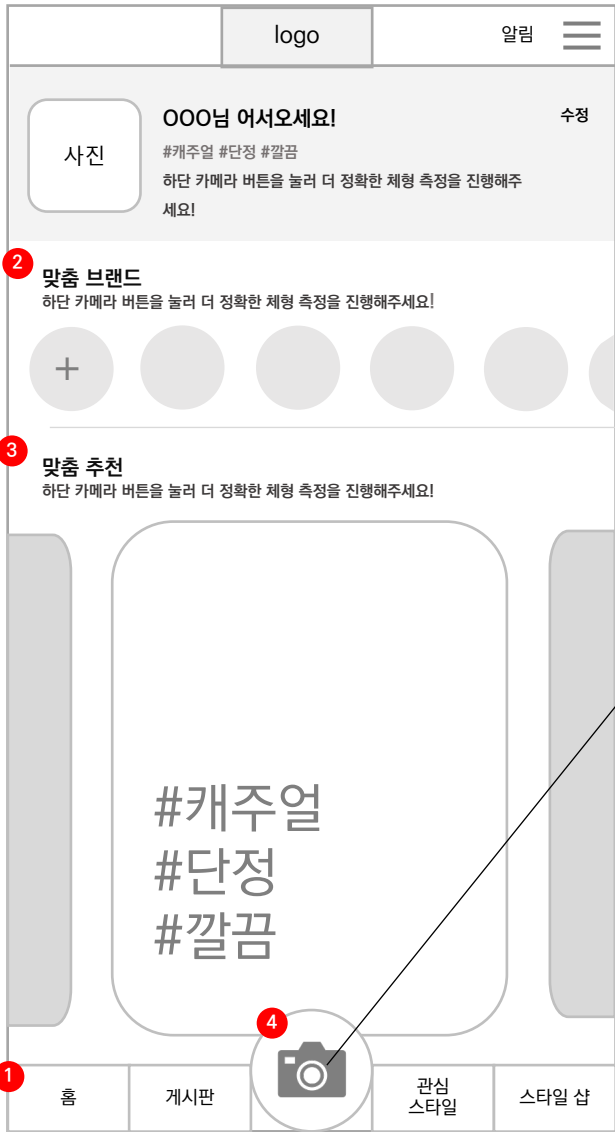 logo
알림
사진
OOO님 어서오세요!
수정
#캐주얼 #단정 #깔끔
하단 카메라 버튼을 눌러 더 정확한 체형 측정을 진행해주
세요!
2
맞춤 브랜드
하단 카메라 버튼을 눌러 더 정확한 체형 측정을 진행해주세요!
+
3
맞춤 추천
하단 카메라 버튼을 눌러 더 정확한 체형 측정을 진행해주세요!
#캐주얼
#단정
#깔끔
4
1
홈
게시판
관심
스타일
스타일 샵